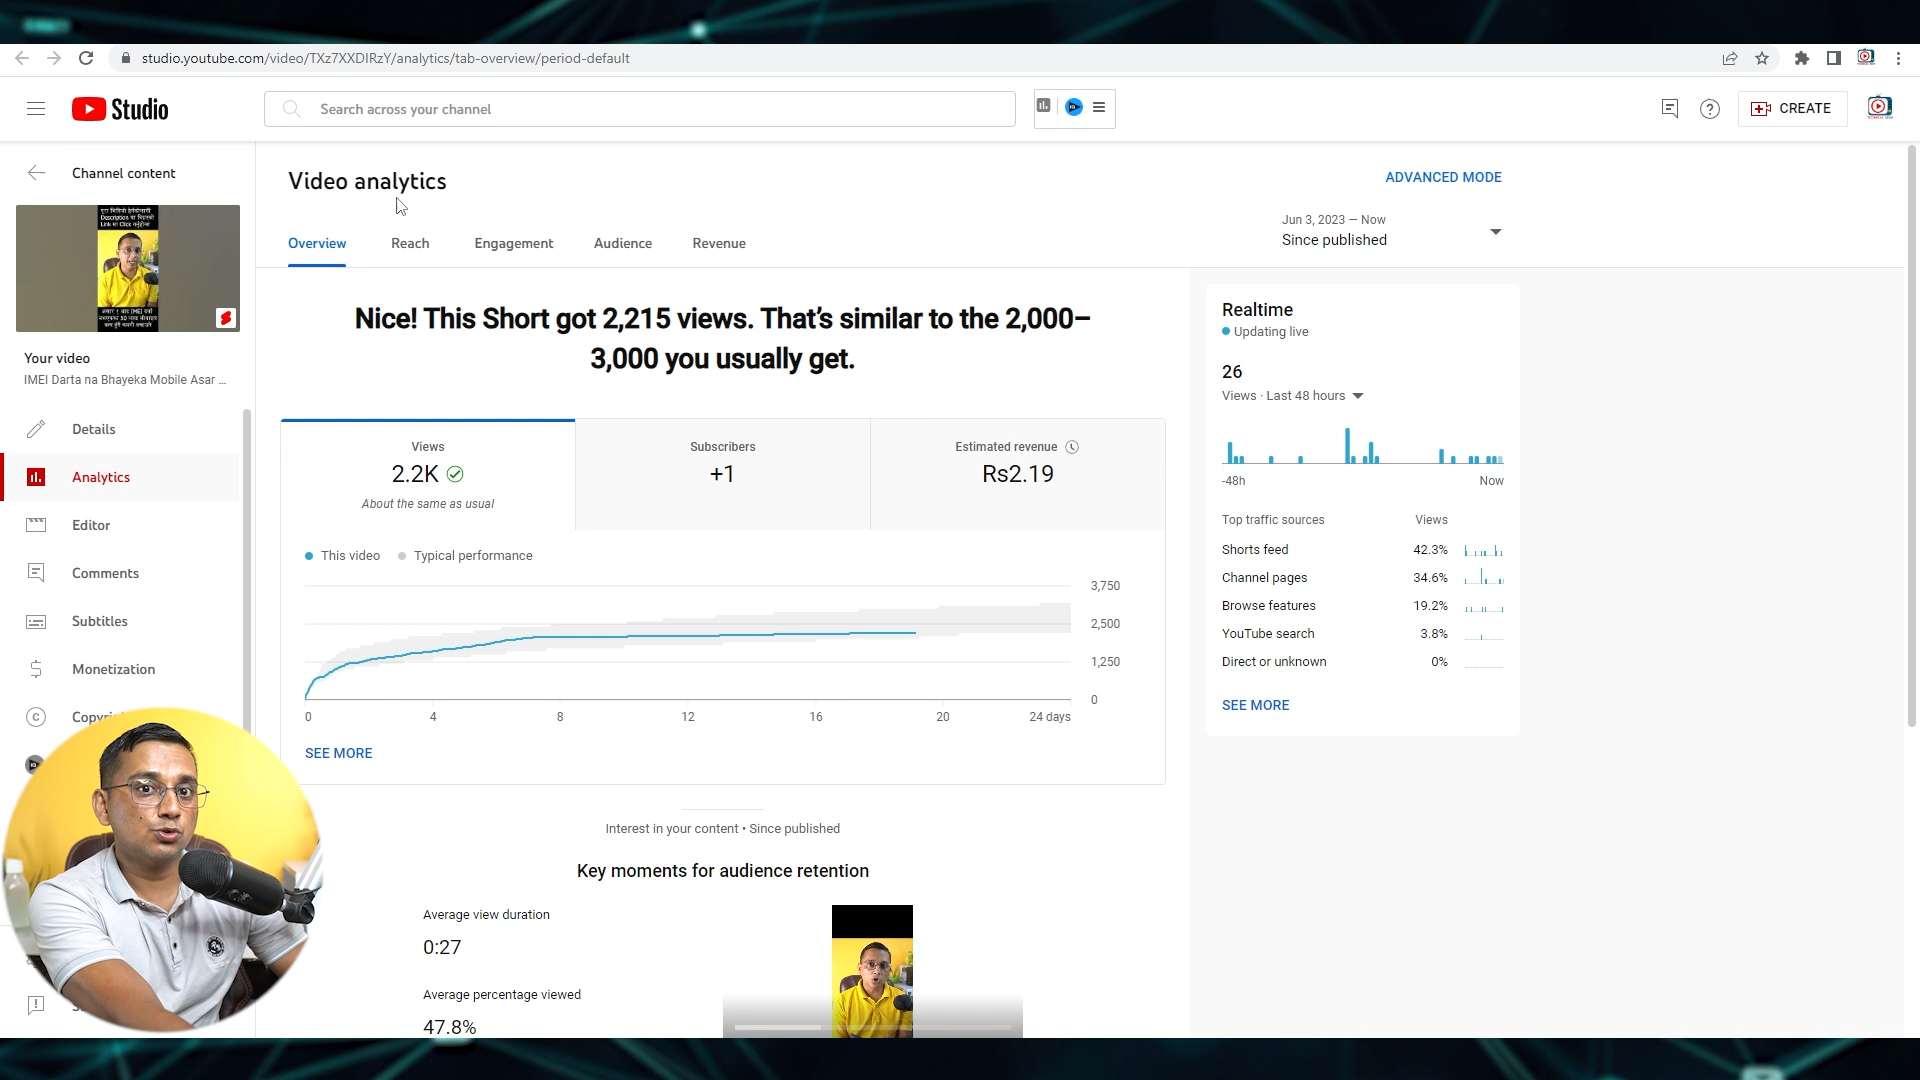 studio.youtube.com/video/TXz7XXDIRzY/analytics/tab-overview/period-default
Studio
Search across your channel
CREATE
Channel content
Your video
IMEI Darta na Bhayeka Mobile Asar ...
Details
Analytics
Editor
Comments
Subtitles
Monetization
Video analytics
ADVANCED MODE
Jun 3, 2023 – Now
Since published
Overview
Reach
Engagement
Audience
Revenue
Nice! This Short got 2,215 views. That's similar to the 2,000–
3,000 you usually get.
Views
2.2K
About the same as usual
Subscribers
+1
Estimated revenue
Rs2.19
This video
Typical performance
3,750
2,500
1,250
0
0
4
8
12
16
20
24 days
SEE MORE
Interest in your content • Since published
Key moments for audience retention
Average view duration
0:27
Average percentage viewed
47.8%
Realtime
Updating live
26
Views · Last 48 hours
-48h
Now
Top traffic sources
Views
Shorts feed
42.3%
Channel pages
34.6%
Browse features
19.2%
YouTube search
3.8%
Direct or unknown
0%
SEE MORE